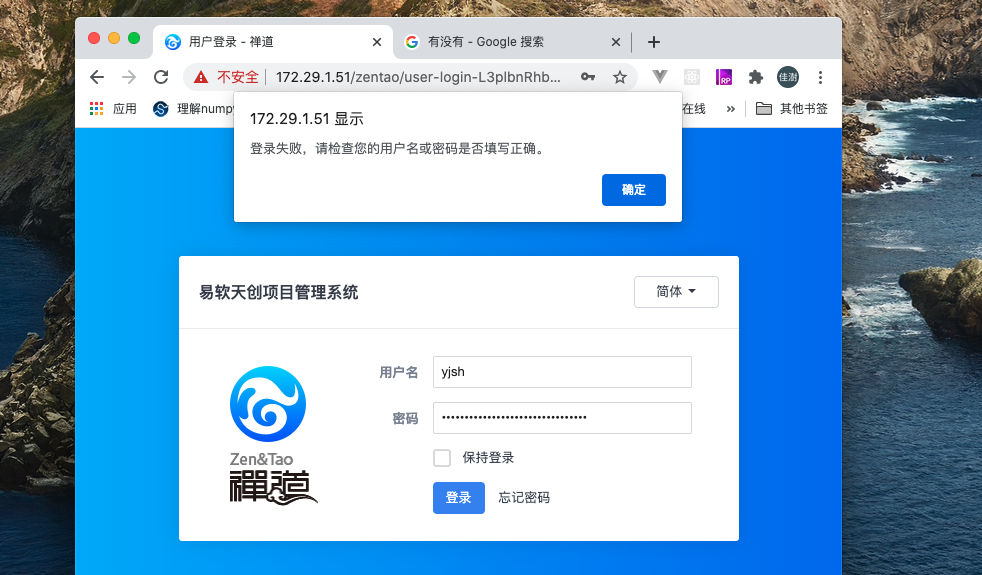 用户登录 - 禅道
有没有 - Google 搜索
不安全 172.29.1.51/zentao/user-login-L3plbnRhb... 佳澍
应用 理解nump 在线 » 其他书签
172.29.1.51 显示
登录失败，请检查您的用户名或密码是否填写正确。
确定
易软天创项目管理系统
简体
用户名 yjsh
密码 ••••••••••••••••••••••••••••••••
保持登录
登录 忘记密码
Zen&Tao
禪道